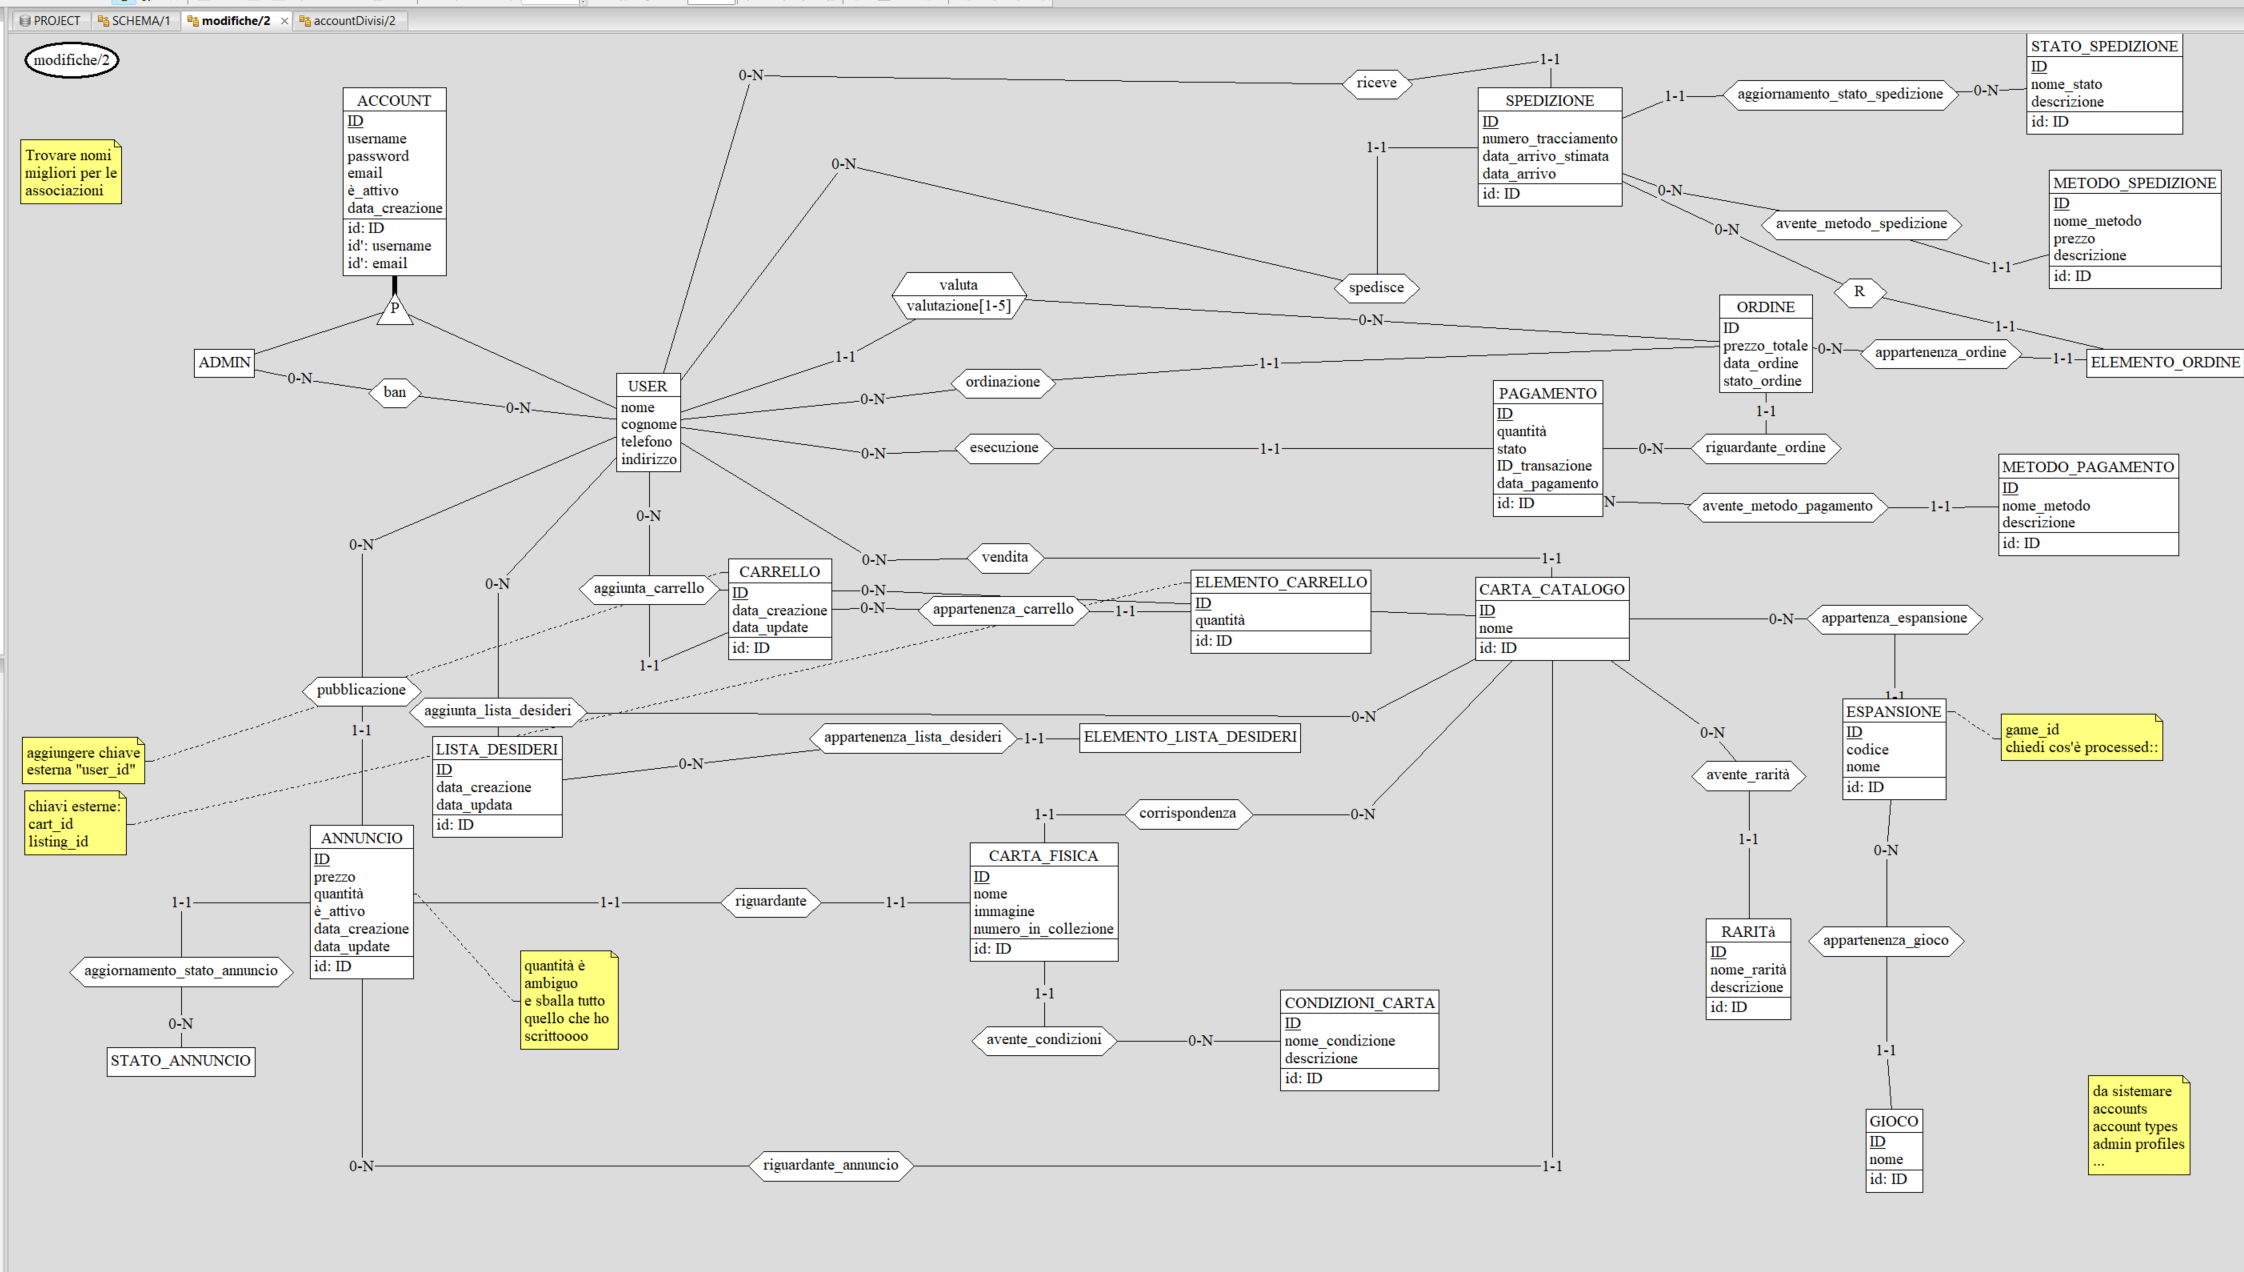 PROJECT
SCHEMA/1
modifiche/2
accountDivisi/2
modifiche/2
Trovare nomi
migliori per le
associazioni
ACCOUNT
ID
username
password
email
è_attivo
data_creazione
id: ID
id': username
id': email
P
ADMIN
0-N
ban
0-N
USER
nome
cognome
telefono
indirizzo
0-N
riceve
1-1
0-N
spedisce
1-1
SPEDIZIONE
ID
numero_tracciamento
data_arrivo_stimata
data_arrivo
id: ID
1-1
aggiornamento_stato_spedizione
0-N
STATO_SPEDIZIONE
ID
nome_stato
descrizione
id: ID
0-N
avente_metodo_spedizione
1-1
METODO_SPEDIZIONE
ID
nome_metodo
prezzo
descrizione
id: ID
0-N
R
1-1
valuta
valutazione[1-5]
1-1
0-N
0-N
ordinazione
1-1
ORDINE
ID
prezzo_totale
data_ordine
stato_ordine
0-N
appartenenza_ordine
1-1
ELEMENTO_ORDINE
1-1
riguardante_ordine
0-N
0-N
esecuzione
1-1
PAGAMENTO
ID
quantità
stato
ID_transazione
data_pagamento
id: ID
N
avente_metodo_pagamento
1-1
METODO_PAGAMENTO
ID
nome_metodo
descrizione
id: ID
0-N
vendita
1-1
0-N
aggiunta_carrello
1-1
CARRELLO
ID
data_creazione
data_update
id: ID
0-N
0-N
appartenenza_carrello
1-1
ELEMENTO_CARRELLO
ID
quantità
id: ID
CARTA_CATALOGO
ID
nome
id: ID
0-N
appartenza_espansione
1-1
ESPANSIONE
ID
codice
nome
id: ID
game_id
chiedi cos'è processed::
0-N
pubblicazione
1-1
0-N
aggiunta_lista_desideri
0-N
LISTA_DESIDERI
ID
data_creazione
data_updata
id: ID
0-N
appartenenza_lista_desideri
1-1
ELEMENTO_LISTA_DESIDERI
aggiungere chiave
esterna "user_id"
chiavi esterne:
cart_id
listing_id
ANNUNCIO
ID
prezzo
quantità
è_attivo
data_creazione
data_update
id: ID
1-1
aggiornamento_stato_annuncio
0-N
STATO_ANNUNCIO
quantità è
ambiguo
e sballa tutto
quello che ho
scrittoooo
1-1
riguardante
1-1
1-1
corrispondenza
0-N
CARTA_FISICA
ID
nome
immagine
numero_in_collezione
id: ID
1-1
avente_condizioni
0-N
CONDIZIONI_CARTA
ID
nome_condizione
descrizione
id: ID
0-N
avente_rarità
1-1
RARITà
ID
nome_rarità
descrizione
id: ID
0-N
appartenenza_gioco
1-1
GIOCO
ID
nome
id: ID
0-N
riguardante_annuncio
1-1
da sistemare
accounts
account types
admin profiles
...